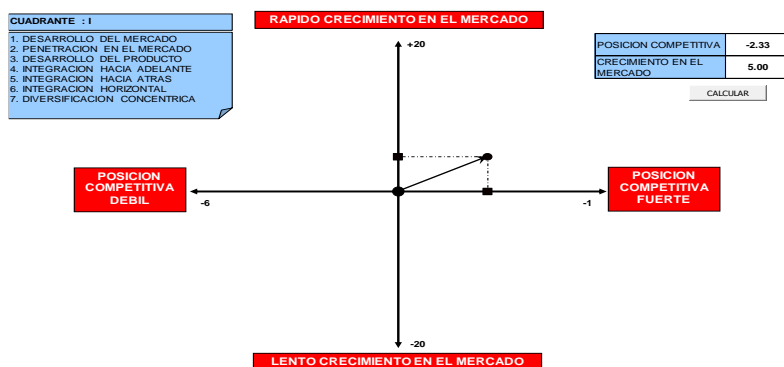 CUADRANTE : I
1. DESARROLLO DEL MERCADO
2. PENETRACION EN EL MERCADO
3. DESARROLLO DEL PRODUCTO
4. INTEGRACION HACIA ADELANTE
5. INTEGRACION HACIA ATRAS
6. INTEGRACION HORIZONTAL
7. DIVERSIFICACION CONCENTRICA
RAPIDO CRECIMIENTO EN EL MERCADO
+20
POSICION COMPETITIVA -2.33
CRECIMIENTO EN EL
MERCADO 5.00
CALCULAR
POSICION
COMPETITIVA
DEBIL
-6
-1
POSICION
COMPETITIVA
FUERTE
-20
LENTO CRECIMIENTO EN EL MERCADO